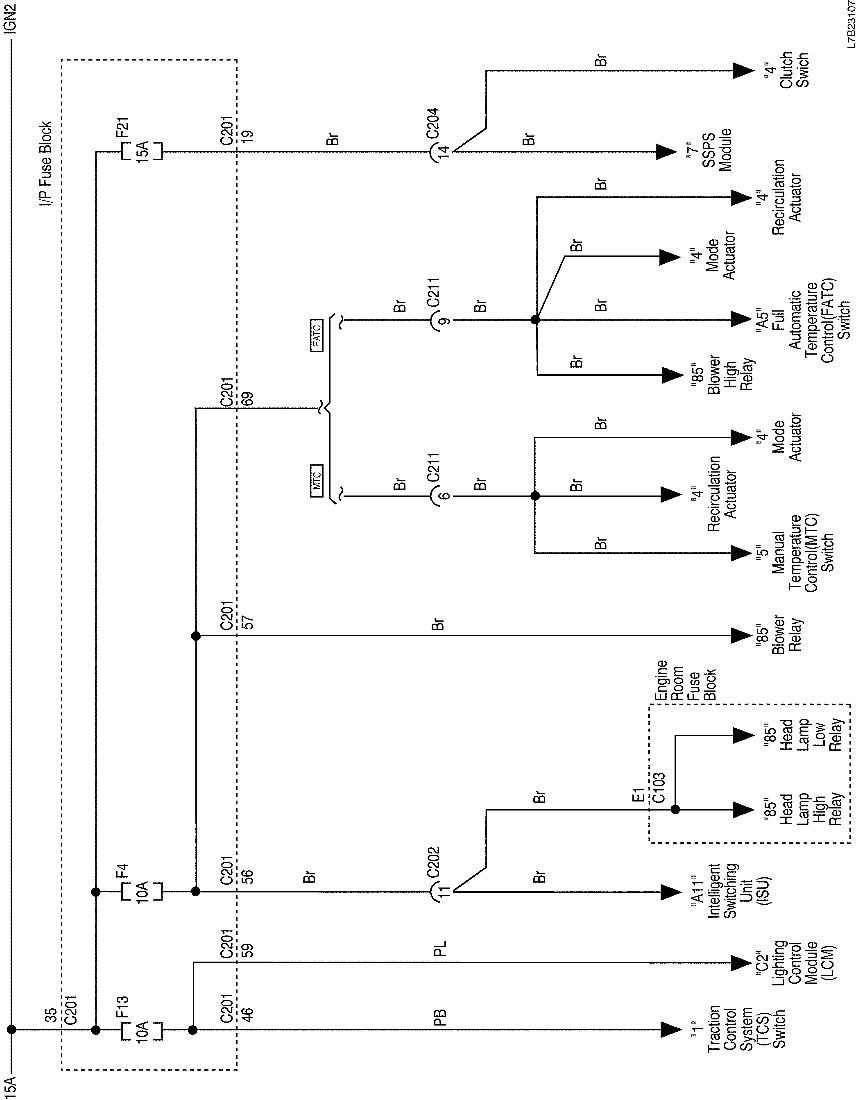 15A
IGN2
I/P Fuse Block
35
C201
F13
10A
F4
10A
F21
15A
C201
46
C201
59
C201
56
C201
57
C201
69
C201
19
PB
PL
Br
11
C202
Br
Br
E1
C103
Engine
Room
Fuse
Block
Br
MTC
FATC
Br
6
C211
Br
Br
Br
Br
Br
9
C211
Br
Br
Br
Br
Br
Br
14
C204
Br
Br
"1"
Traction Control
System
(TCS)
Switch
"C2"
Lighting
Control
Module
(LCM)
"A11"
Intelligent
Switching
Unit
(ISU)
"85"
Head
Lamp
High
Relay
"85"
Head
Lamp
Low
Relay
"85"
Blower
Relay
"5"
Manual
Temperature
Control(MTC)
Switch
"4"
Recirculation
Actuator
"4"
Mode
Actuator
"85"
Blower
High
Relay
"A5"
Full
Automatic
Temperature
Control(FATC)
Switch
"4"
Mode
Actuator
"4"
Recirculation
Actuator
"7"
SSPS
Module
"4"
Clutch
Swich
L7B23107